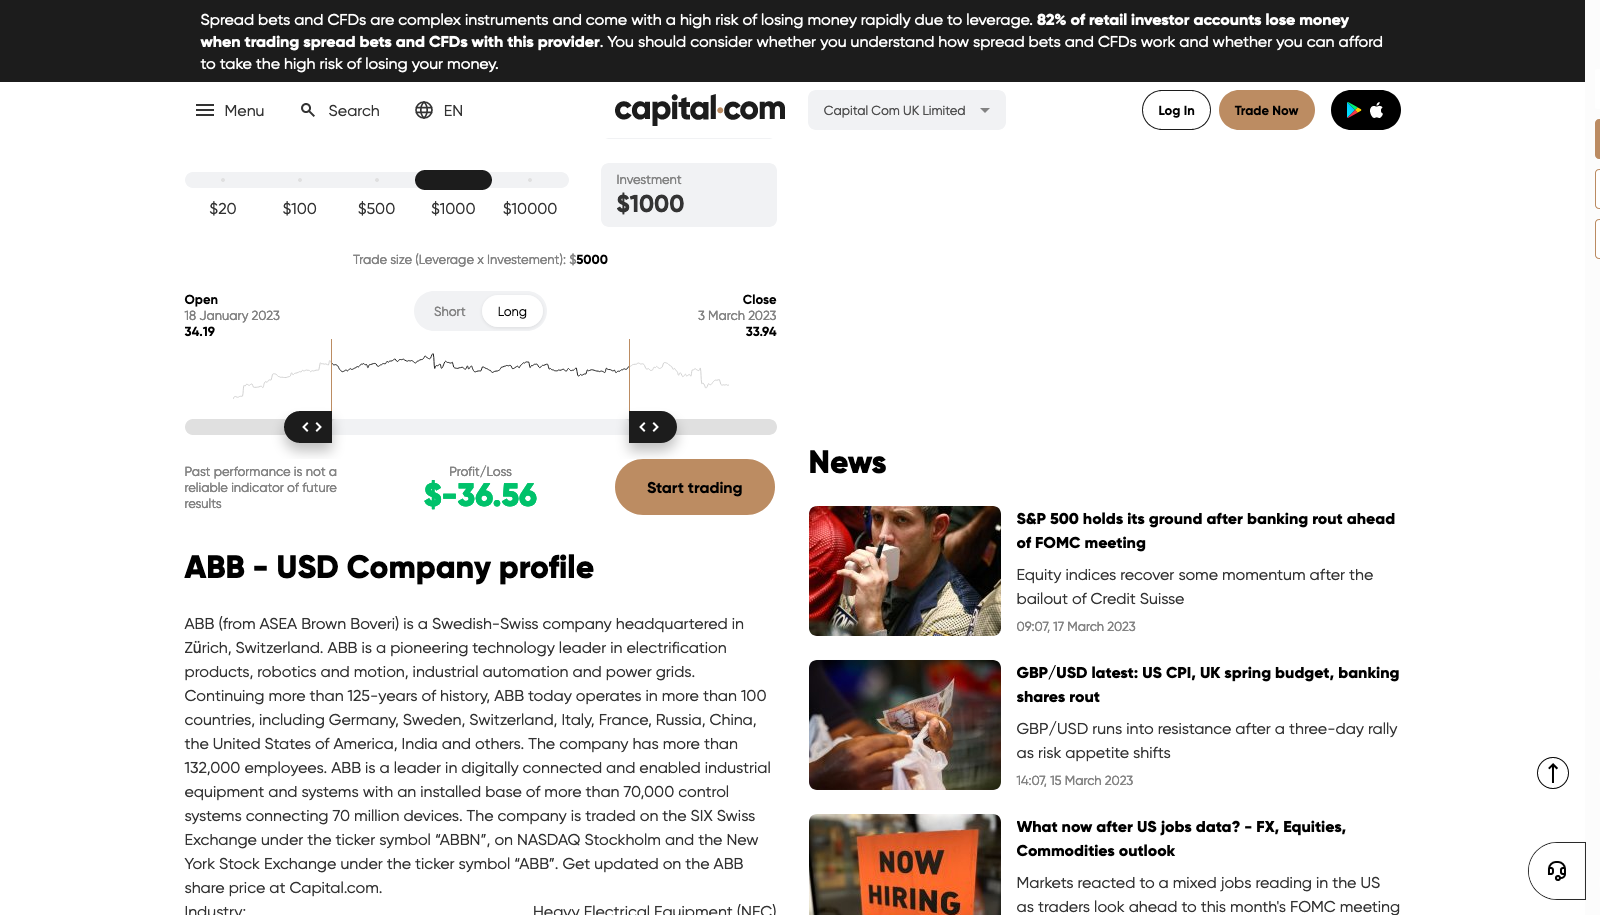 Spread bets and CFDs are complex instruments and come with a high risk of losing money rapidly due to leverage. 82% of retail investor accounts lose money
when trading spread bets and CFDs with this provider. You should consider whether you understand how spread bets and CFDs work and whether you can afford
to take the high risk of losing your money.
Menu
Search
EN
capital.com
Capital Com UK Limited
Log In
Trade Now
$20
$100
$500
$1000
$10000
Investment
$1000
Trade size (Leverage x Investement): $5000
Open
18 January 2023
34.19
Short
Long
Close
3 March 2023
33.94
Past performance is not a
reliable indicator of future
results
Profit/Loss
$-36.56
Start trading
ABB - USD Company profile
ABB (from ASEA Brown Boveri) is a Swedish-Swiss company headquartered in
Zürich, Switzerland. ABB is a pioneering technology leader in electrification
products, robotics and motion, industrial automation and power grids.
Continuing more than 125-years of history, ABB today operates in more than 100
countries, including Germany, Sweden, Switzerland, Italy, France, Russia, China,
the United States of America, India and others. The company has more than
132,000 employees. ABB is a leader in digitally connected and enabled industrial
equipment and systems with an installed base of more than 70,000 control
systems connecting 70 million devices. The company is traded on the SIX Swiss
Exchange under the ticker symbol “ABBN”, on NASDAQ Stockholm and the New
York Stock Exchange under the ticker symbol “ABB”. Get updated on the ABB
share price at Capital.com.
Industry:
Heavy Electrical Equipment (NEC)
News
S&P 500 holds its ground after banking rout ahead
of FOMC meeting
Equity indices recover some momentum after the
bailout of Credit Suisse
09:07, 17 March 2023
GBP/USD latest: US CPI, UK spring budget, banking
shares rout
GBP/USD runs into resistance after a three-day rally
as risk appetite shifts
14:07, 15 March 2023
NOW
HIRING
What now after US jobs data? - FX, Equities,
Commodities outlook
Markets reacted to a mixed jobs reading in the US
as traders look ahead to this month's FOMC meeting